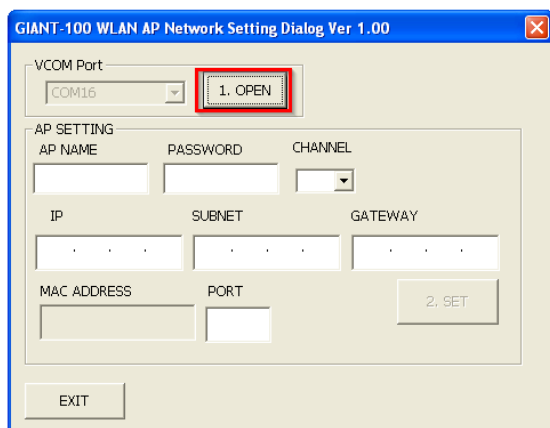 GIANT-100 WLAN AP Network Setting Dialog Ver 1.00
VCOM Port
COM16
1. OPEN
AP SETTING
AP NAME PASSWORD CHANNEL
IP SUBNET GATEWAY
MAC ADDRESS PORT
2. SET
EXIT